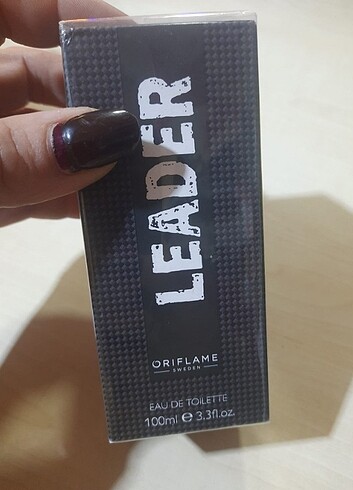 LEADER
ORIFLAME
SWEDEN
EAU DE TOILETTE
100ml ℮ 3.3fl.oz.